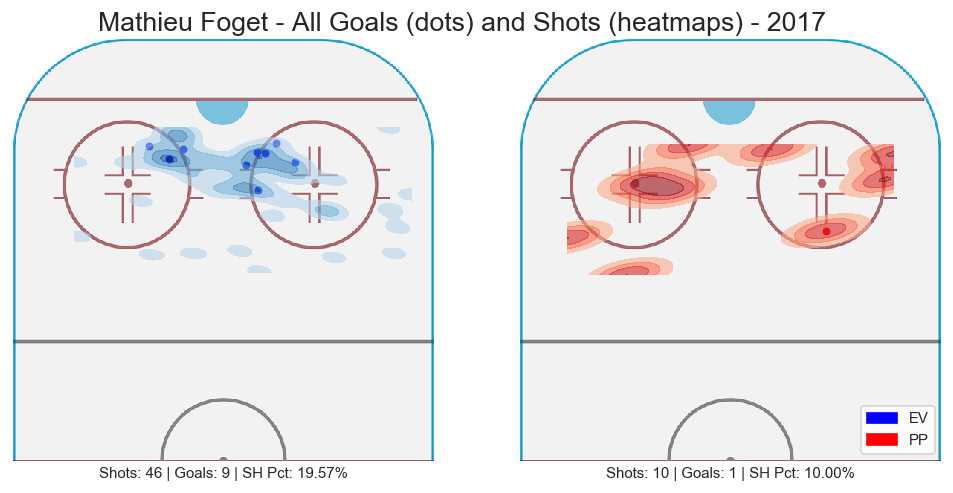 Mathieu Foget - All Goals (dots) and Shots (heatmaps) - 2017
EV
PP
Shots: 46 | Goals: 9 | SH Pct: 19.57%
Shots: 10 | Goals: 1 | SH Pct: 10.00%